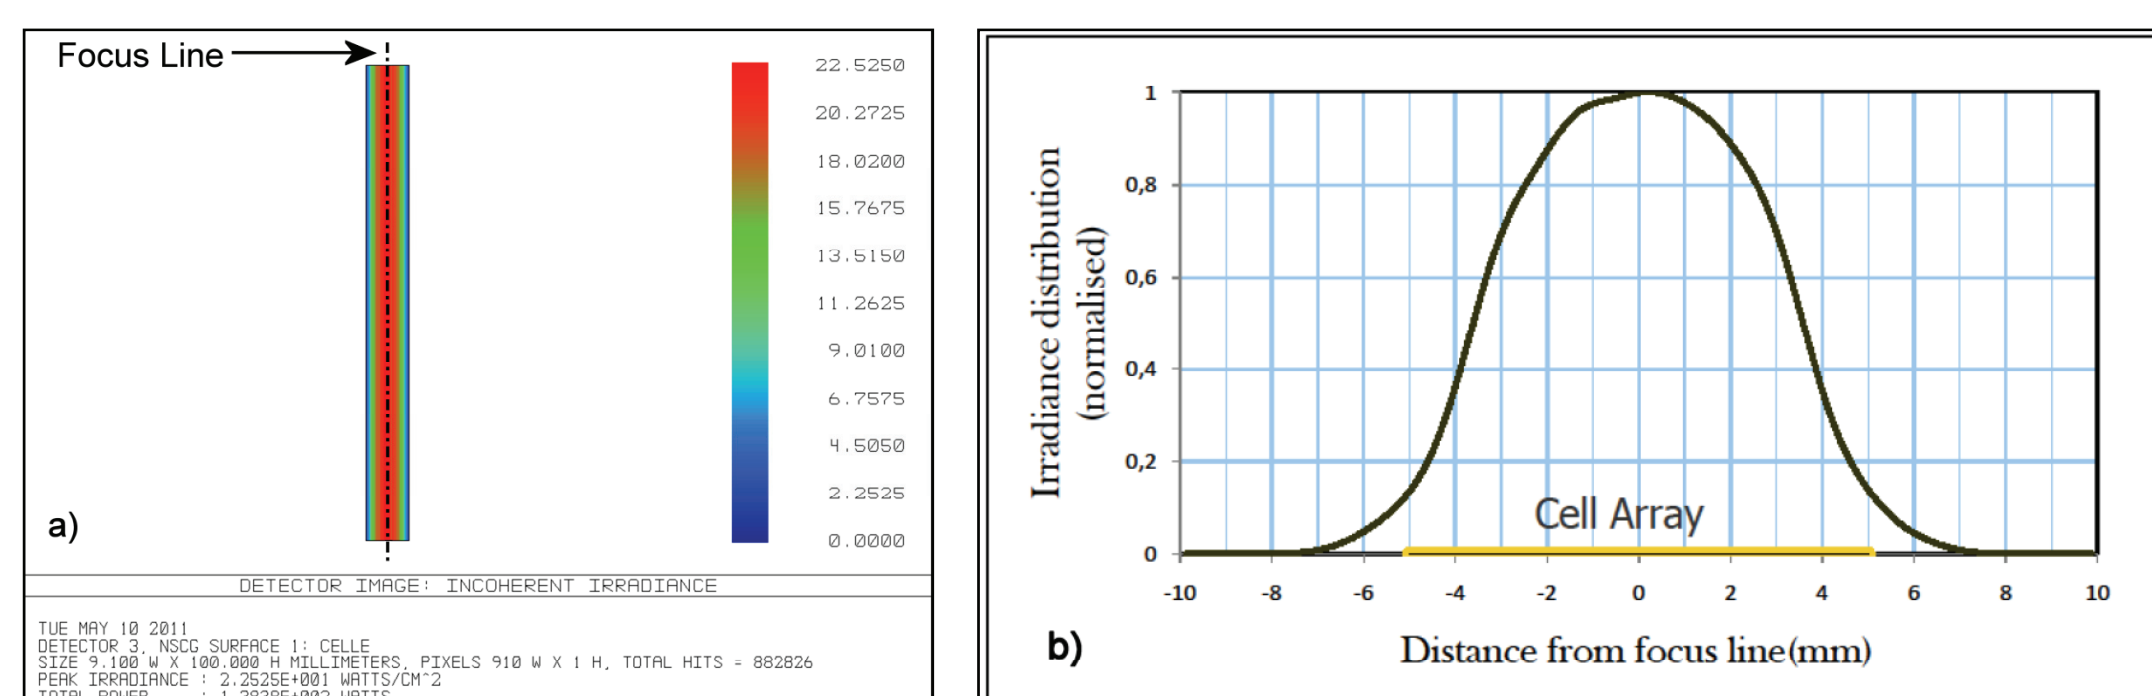 Focus Line
22.5250
20.2725
18.0200
15.7675
13.5150
11.2625
9.0100
6.7575
4.5050
2.2525
0.0000
a)
DETECTOR IMAGE: INCOHERENT IRRADIANCE
TUE MAY 10 2011
DETECTOR 3, NSCG SURFACE 1: CELLE
SIZE 9.100 W X 100.000 H MILLIMETERS, PIXELS 910 W X 1 H, TOTAL HITS = 882826
PEAK IRRADIANCE : 2.2525E+001 WATTS/CM^2
Irradiance distribution
(normalised)
1
0,8
0,6
0,4
0,2
0
Cell Array
-10 -8 -6 -4 -2 0 2 4 6 8 10
b)
Distance from focus line(mm)